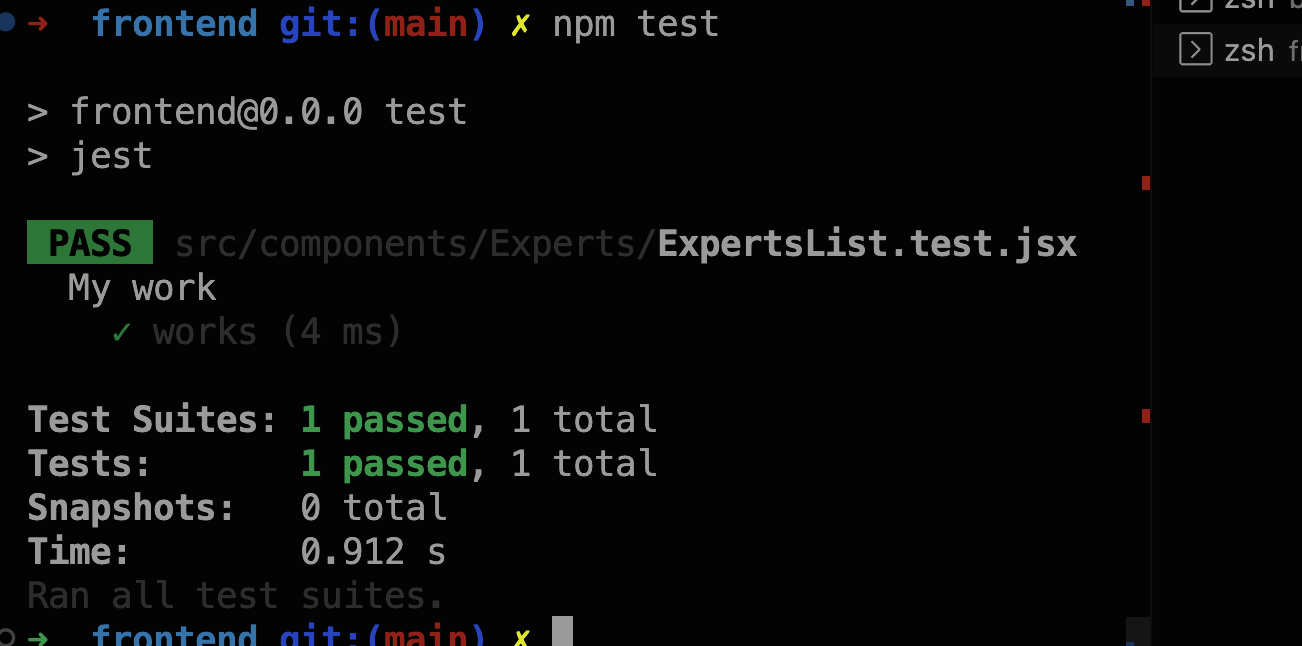 ➜ frontend git:(main) ✗ npm test
> frontend@0.0.0 test
> jest
PASS src/components/Experts/ExpertsList.test.jsx
My work
✓ works (4 ms)
Test Suites: 1 passed, 1 total
Tests: 1 passed, 1 total
Snapshots: 0 total
Time: 0.912 s
Ran all test suites.
➜ frontend git:(main) ✗
zsh
zsh